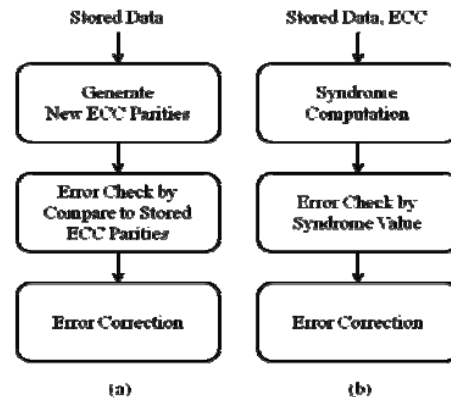 Stored Data
Generate
New ECC Parities
Error Check by
Compare to Stored
ECC Parities
Error Correction
(a)
Stored Data, ECC
Syndrome
Computation
Error Check by
Syndrome Value
Error Correction
(b)